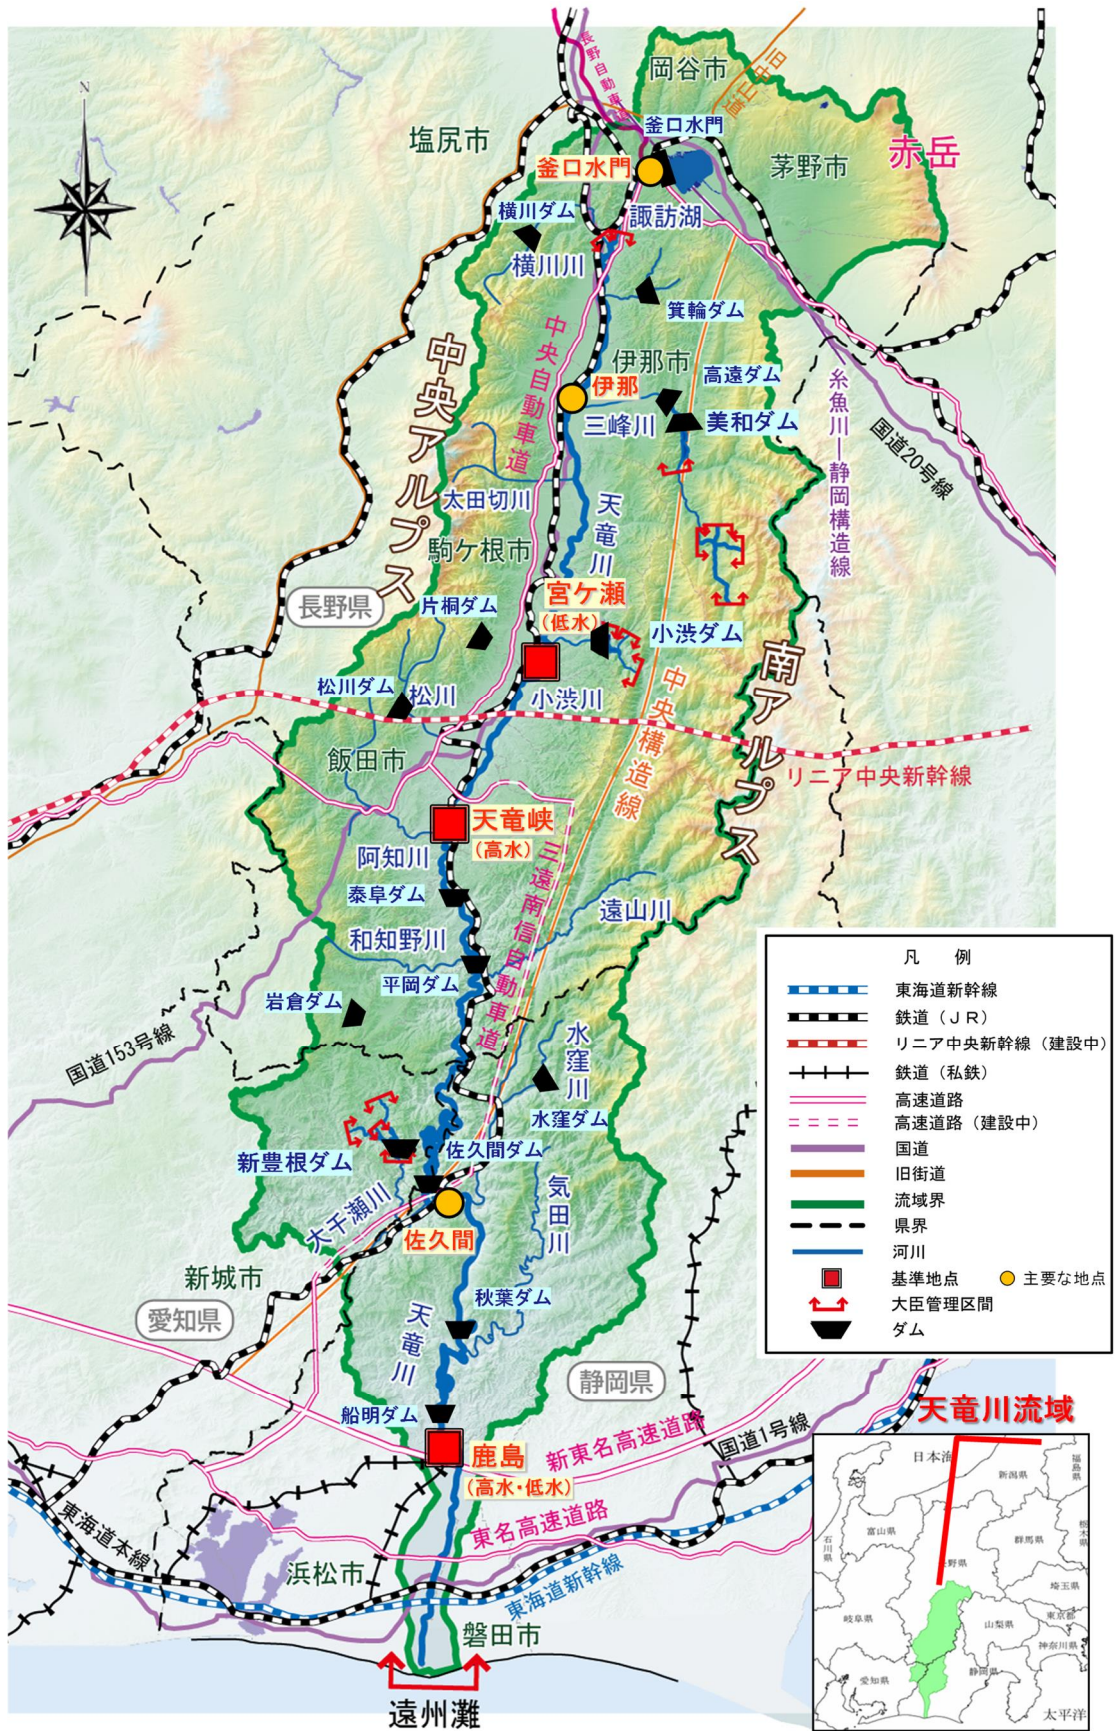 N
岡谷市
旧中山道
長野自動車道
塩尻市
釜口水門
釜口水門
茅野市
赤岳
横川ダム
諏訪湖
横川川
箕輪ダム
中央自動車道
中央アルプス
伊那市
伊那
高遠ダム
三峰川
美和ダム
糸魚川―静岡構造線
国道20号線
太田切川
天竜川
駒ケ根市
長野県
片桐ダム
宮ケ瀬
(低水)
小渋ダム
南アルプス
松川ダム
松川
小渋川
中央構造線
飯田市
リニア中央新幹線
天竜峡
(高水)
阿知川
三遠南信自動車道
泰阜ダム
遠山川
和知野川
平岡ダム
岩倉ダム
国道153号線
水窪川
水窪ダム
佐久間ダム
新豊根ダム
気田川
大千瀬川
佐久間
新城市
愛知県
天竜川
秋葉ダム
静岡県
船明ダム
鹿島
(高水・低水)
新東名高速道路
国道1号線
東名高速道路
東海道本線
浜松市
東海道新幹線
磐田市
遠州灘
凡 例
東海道新幹線
鉄道（ＪＲ）
リニア中央新幹線（建設中）
鉄道（私鉄）
高速道路
高速道路（建設中）
国道
旧街道
流域界
県界
河川
基準地点 主要な地点
大臣管理区間
ダム
天竜川流域
日本海
新潟県
福島県
石川県
富山県
群馬県
栃木県
長野県
埼玉県
岐阜県
山梨県
東京都
神奈川県
愛知県
静岡県
太平洋